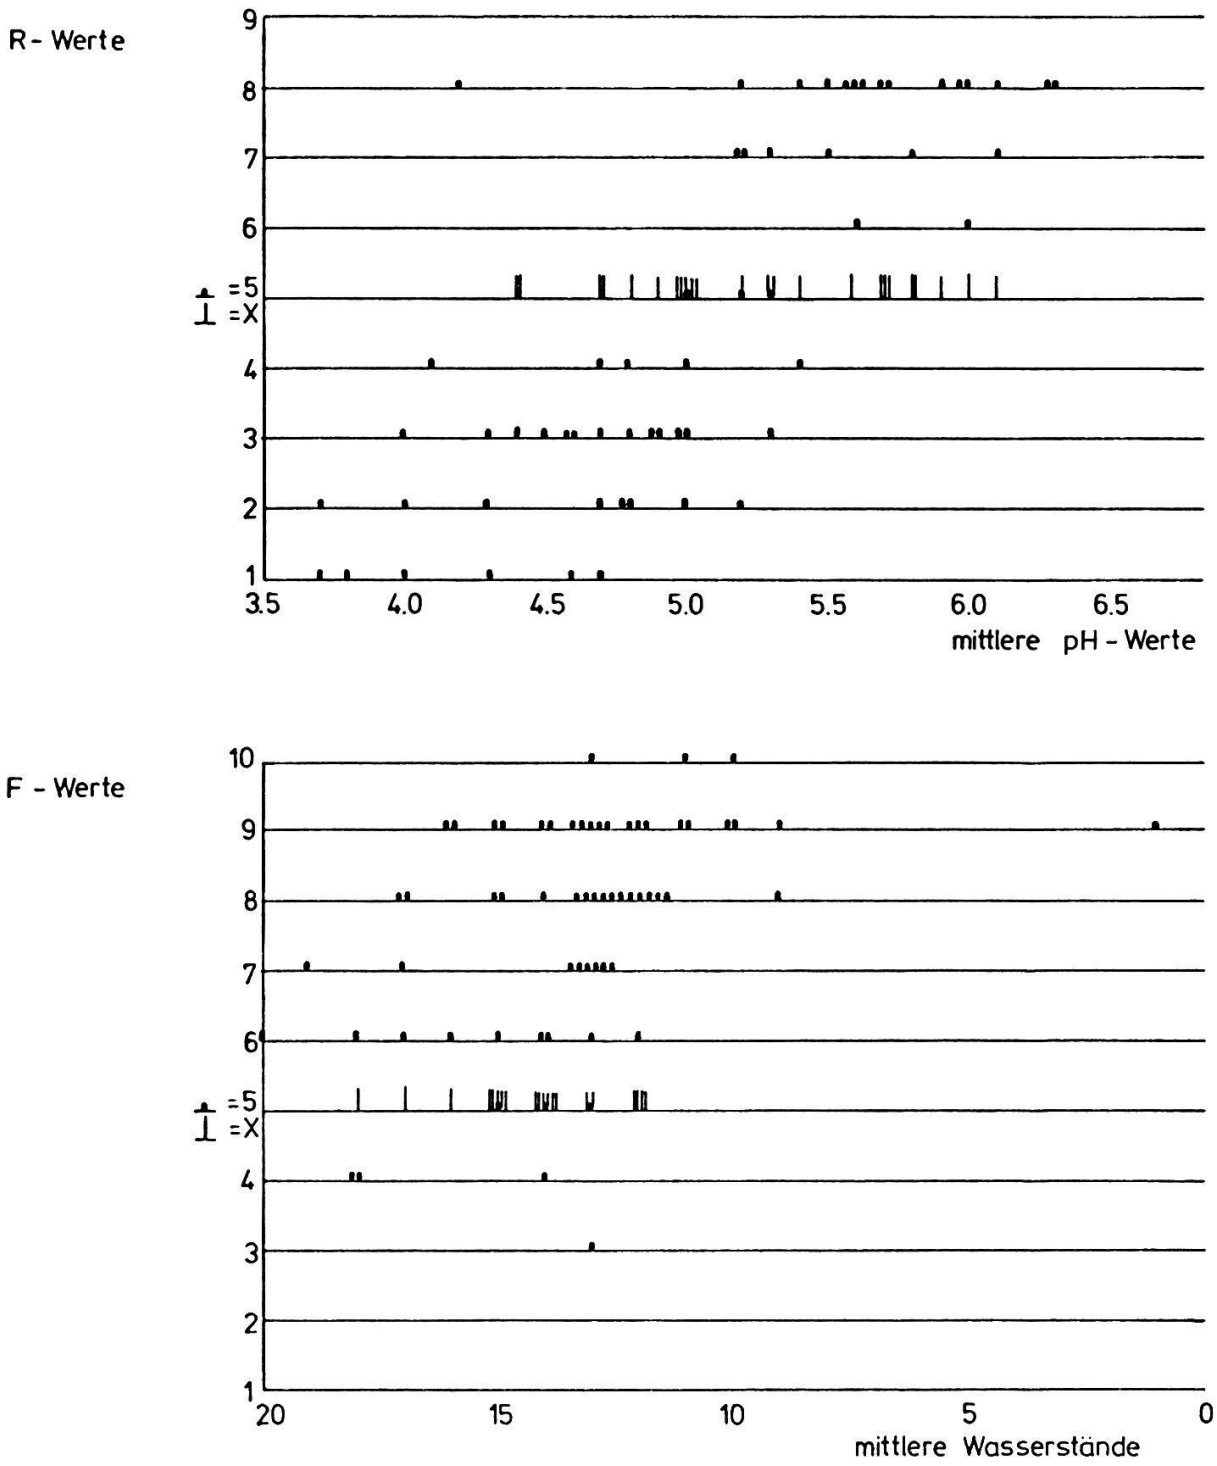 R - Werte
9
8
7
6
= 5
= X
4
3
2
1
3.5 4.0 4.5 5.0 5.5 6.0 6.5
mittlere pH - Werte
F - Werte
10
9
8
7
6
= 5
= X
4
3
2
1
20 15 10 5 0
mittlere Wasserstände